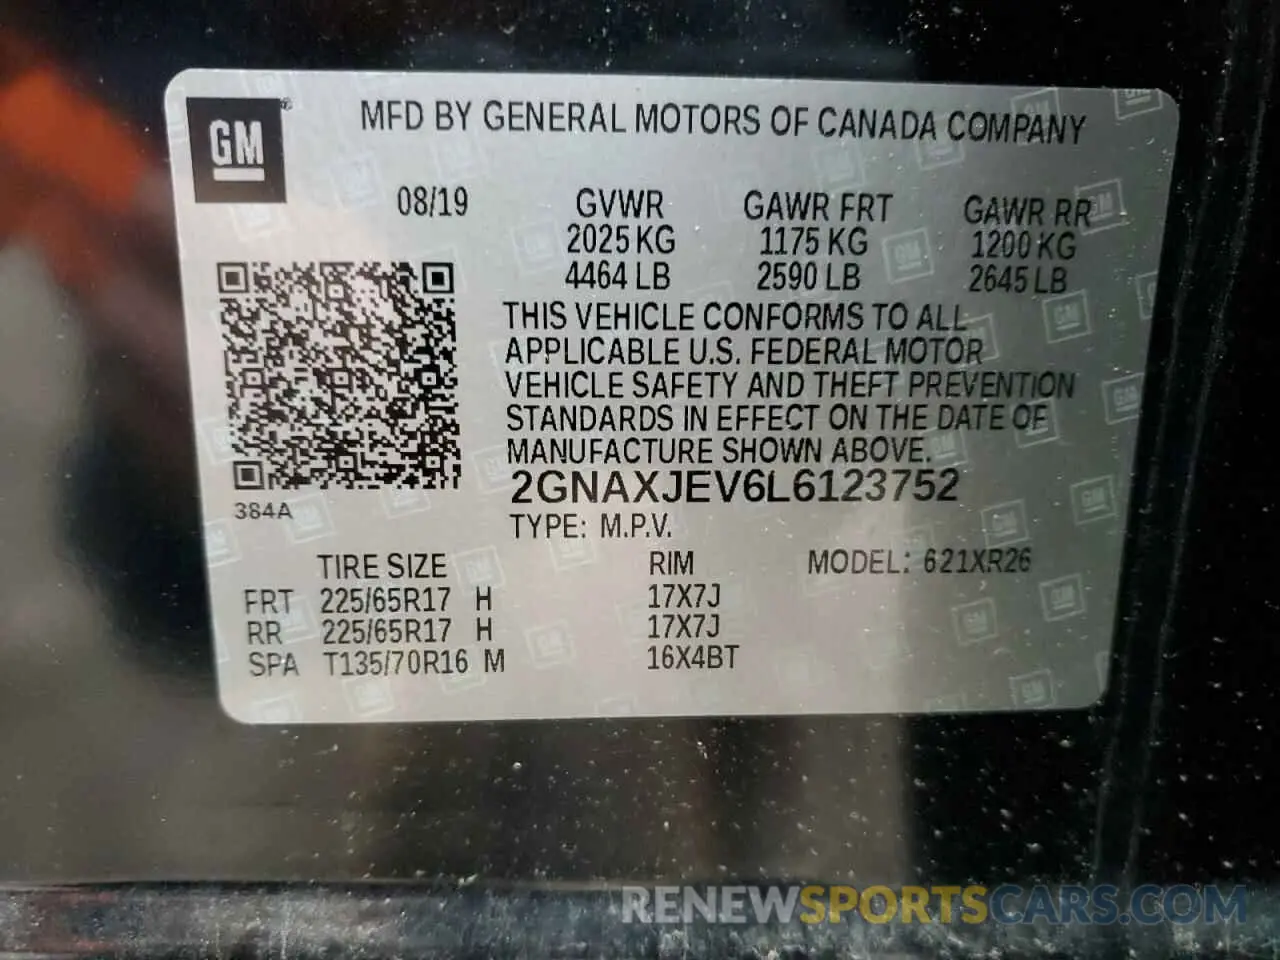 GM®
MFD BY GENERAL MOTORS OF CANADA COMPANY
08/19 GVWR GAWR FRT GAWR RR
2025 KG 1175 KG 1200 KG
4464 LB 2590 LB 2645 LB
THIS VEHICLE CONFORMS TO ALL
APPLICABLE U.S. FEDERAL MOTOR
VEHICLE SAFETY AND THEFT PREVENTION
STANDARDS IN EFFECT ON THE DATE OF
MANUFACTURE SHOWN ABOVE.
2GNAXJEV6L6123752
384A
TYPE: M.P.V.
TIRE SIZE RIM MODEL: 621XR26
FRT 225/65R17 H 17X7J
RR 225/65R17 H 17X7J
SPA T135/70R16 M 16X4BT
RENEWSPORTSCARS.COM